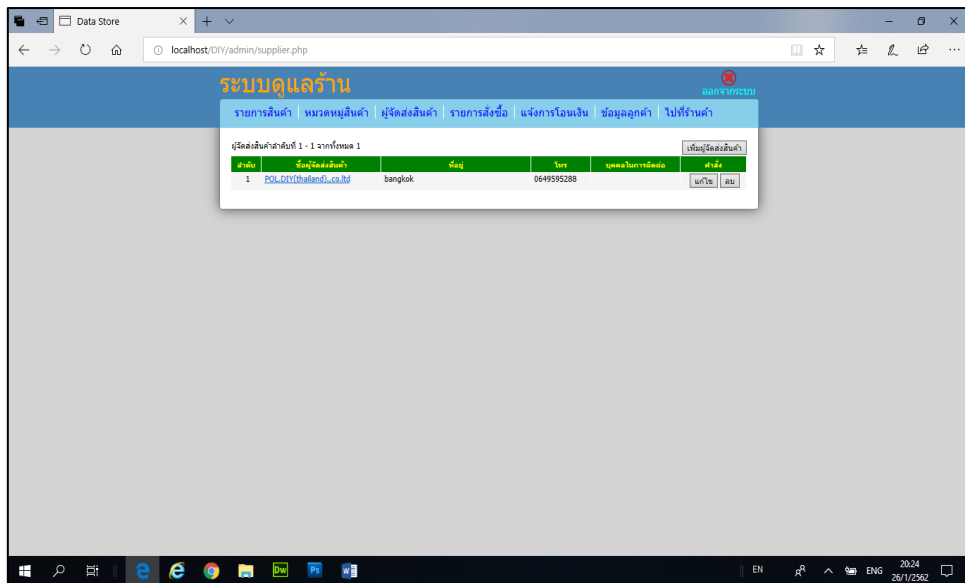 Data Store
localhost/DIY/admin/supplier.php
ระบบดูแลร้าน
ออกจากระบบ
รายการสินค้า หมวดหมู่สินค้า ผู้จัดส่งสินค้า รายการสั่งซื้อ แจ้งการโอนเงิน ข้อมูลลูกค้า ไปที่ร้านค้า
ผู้จัดส่งสินค้าลำดับที่ 1 - 1 จากทั้งหมด 1 เพิ่มผู้จัดส่งสินค้า
ลำดับ ชื่อผู้จัดส่งสินค้า ที่อยู่ โทร บุคคลในการติดต่อ คำสั่ง
1 POL.DIY(thailand).,co.ltd bangkok 0649595288 แก้ไข ลบ
Dw Ps EN ENG 20:24
26/1/2562